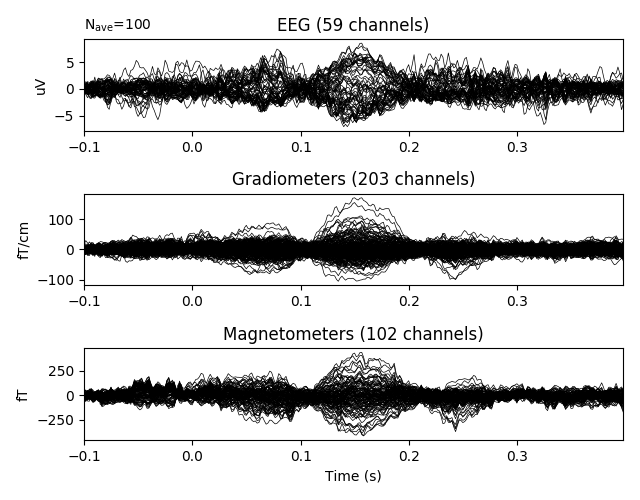 Nave=100
EEG (59 channels)
5
0
−5
uV
−0.1 0.0 0.1 0.2 0.3
Gradiometers (203 channels)
100
0
−100
fT/cm
−0.1 0.0 0.1 0.2 0.3
Magnetometers (102 channels)
250
0
−250
fT
−0.1 0.0 0.1 0.2 0.3
Time (s)